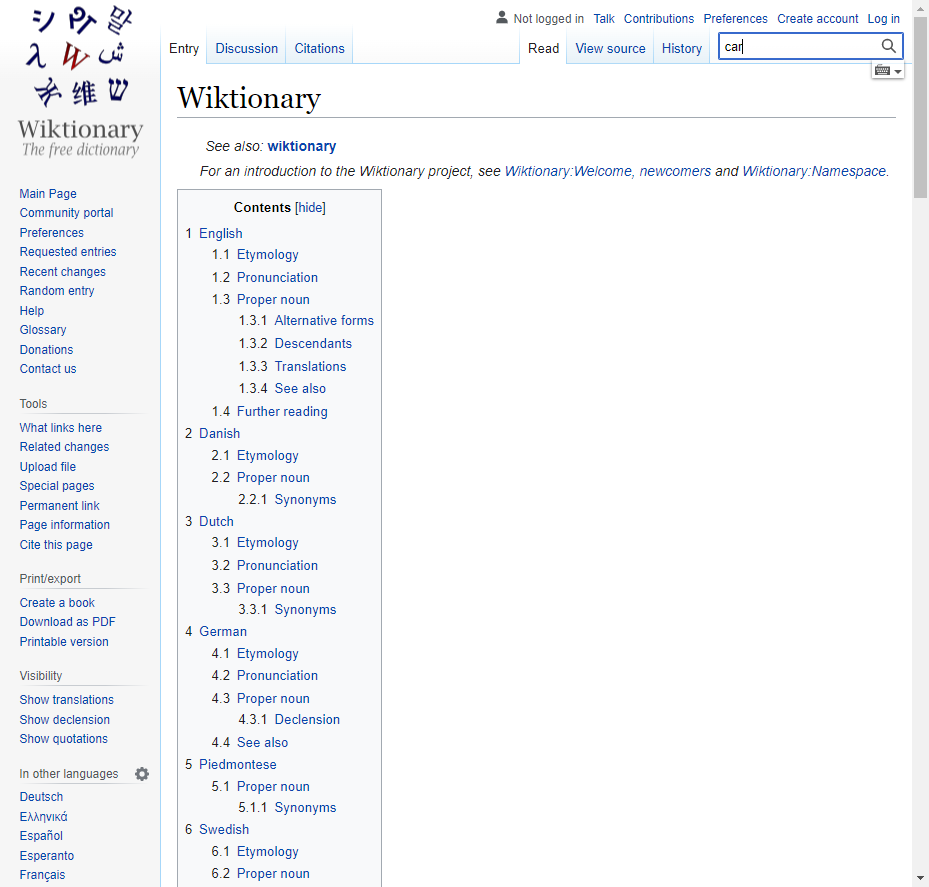 Wiktionary
The free dictionary
Not logged in Talk Contributions Preferences Create account Log in
Entry Discussion Citations Read View source History car
Wiktionary
See also: wiktionary
For an introduction to the Wiktionary project, see Wiktionary:Welcome, newcomers and Wiktionary:Namespace.
Main Page
Community portal
Preferences
Requested entries
Recent changes
Random entry
Help
Glossary
Donations
Contact us
Tools
What links here
Related changes
Upload file
Special pages
Permanent link
Page information
Cite this page
Print/export
Create a book
Download as PDF
Printable version
Visibility
Show translations
Show declension
Show quotations
In other languages
Deutsch
Ελληνικά
Español
Esperanto
Français
Contents [hide]
1 English
1.1 Etymology
1.2 Pronunciation
1.3 Proper noun
1.3.1 Alternative forms
1.3.2 Descendants
1.3.3 Translations
1.3.4 See also
1.4 Further reading
2 Danish
2.1 Etymology
2.2 Proper noun
2.2.1 Synonyms
3 Dutch
3.1 Etymology
3.2 Pronunciation
3.3 Proper noun
3.3.1 Synonyms
4 German
4.1 Etymology
4.2 Pronunciation
4.3 Proper noun
4.3.1 Declension
4.4 See also
5 Piedmontese
5.1 Proper noun
5.1.1 Synonyms
6 Swedish
6.1 Etymology
6.2 Proper noun